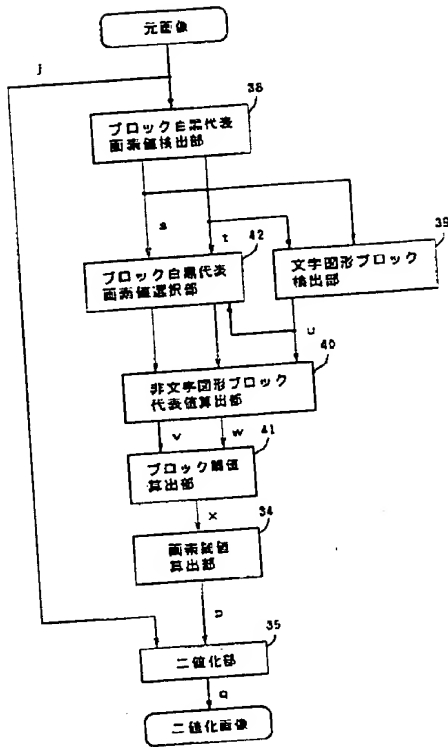 元画像
j
38
ブロック白黒代表
画素値検出部
s
t
42
39
ブロック白黒代表
画素値選択部
文字図形ブロック
検出部
u
40
非文字図形ブロック
代表値算出部
v
w
41
ブロック閾値
算出部
x
34
画素閾値
算出部
p
35
二値化部
q
二値化画像